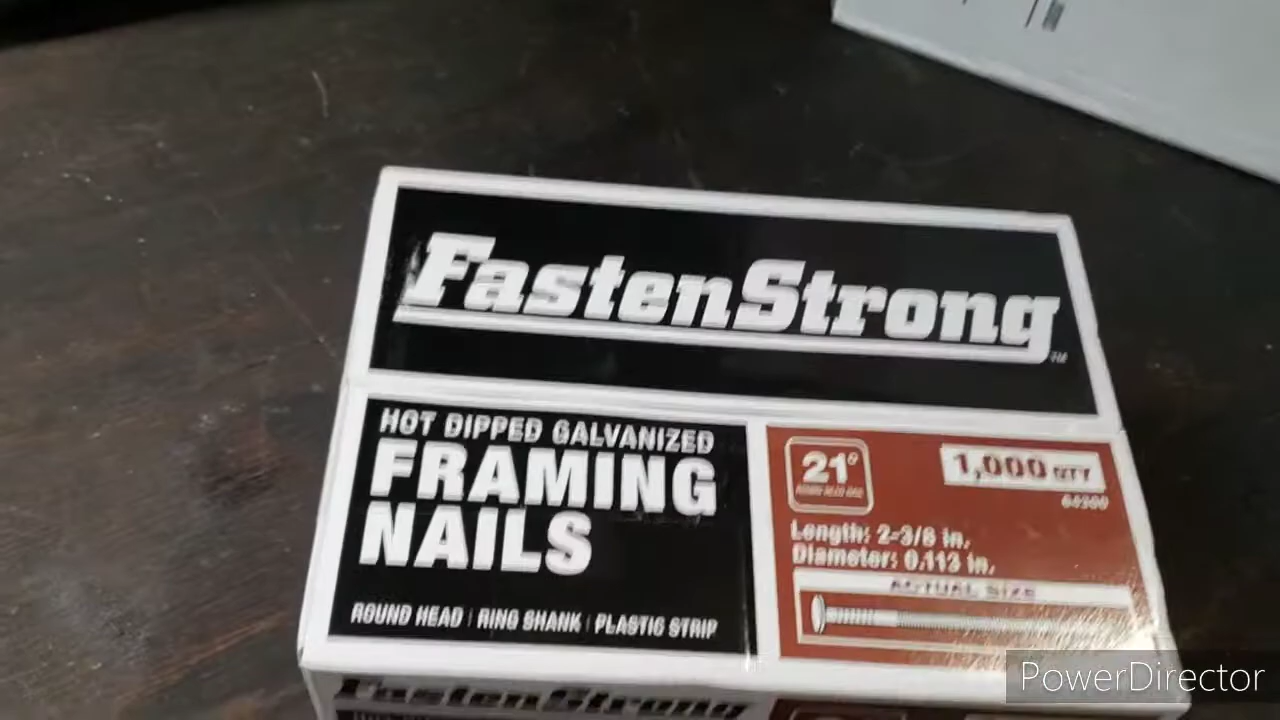 FastenStrong™
HOT DIPPED GALVANIZED
FRAMING
NAILS
ROUND HEAD | RING SHANK | PLASTIC STRIP
21°
1,000 QTY
Length: 2-3/8 in.
Diameter: 0.113 in.
ACTUAL SIZE
FastenStrong
PowerDirector